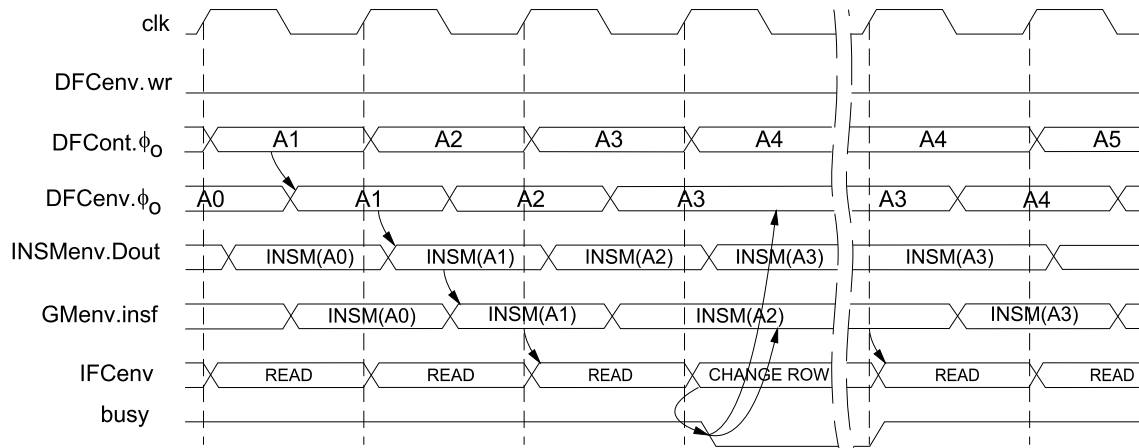 clk
DFCenv.wr
DFCont.ϕo A1 A2 A3 A4 A4 A5
DFCenv.ϕo A0 A1 A2 A3 A3 A4
INSMenv.Dout INSM(A0) INSM(A1) INSM(A2) INSM(A3) INSM(A3)
GMenv.insf INSM(A0) INSM(A1) INSM(A2) INSM(A3)
IFCenv READ READ READ CHANGE ROW READ READ
busy